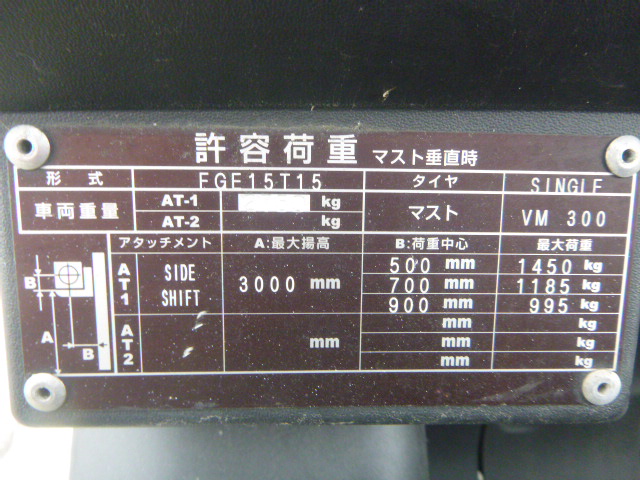 許容荷重 マスト垂直時
形式 FGE15T15 タイヤ SINGLE
車両重量 AT-1 kg マスト VM 300
AT-2 kg
アタッチメント A:最大揚高 B:荷重中心 最大荷重
AT1 SIDE SHIFT 3000 mm 500 mm 1450 kg
700 mm 1185 kg
900 mm 995 kg
AT2 mm mm kg
mm kg
mm kg
B
A
B